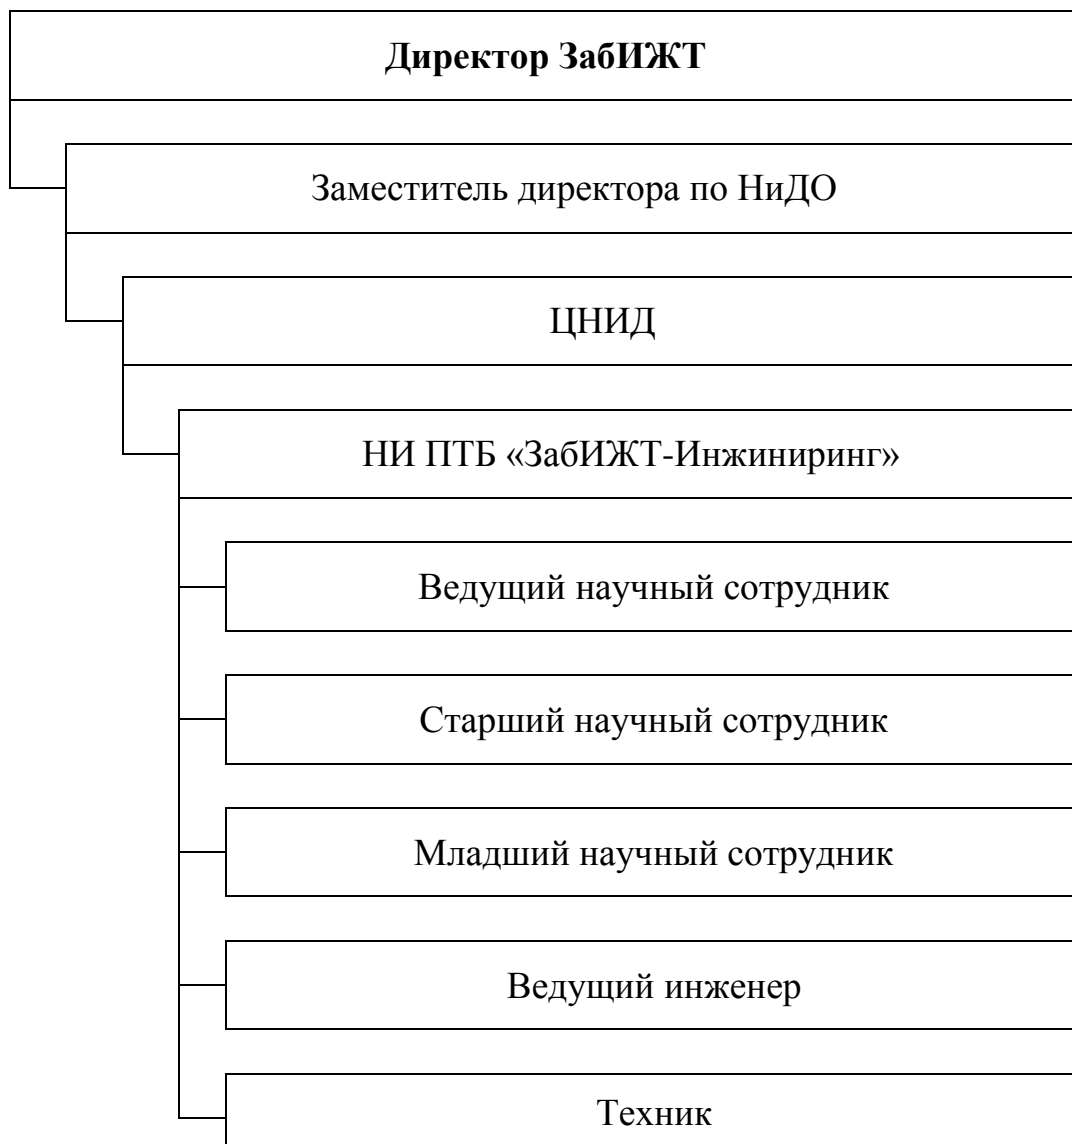 Директор ЗабИЖТ
Заместитель директора по НиДО
ЦНИД
НИ ПТБ «ЗабИЖТ-Инжиниринг»
Ведущий научный сотрудник
Старший научный сотрудник
Младший научный сотрудник
Ведущий инженер
Техник